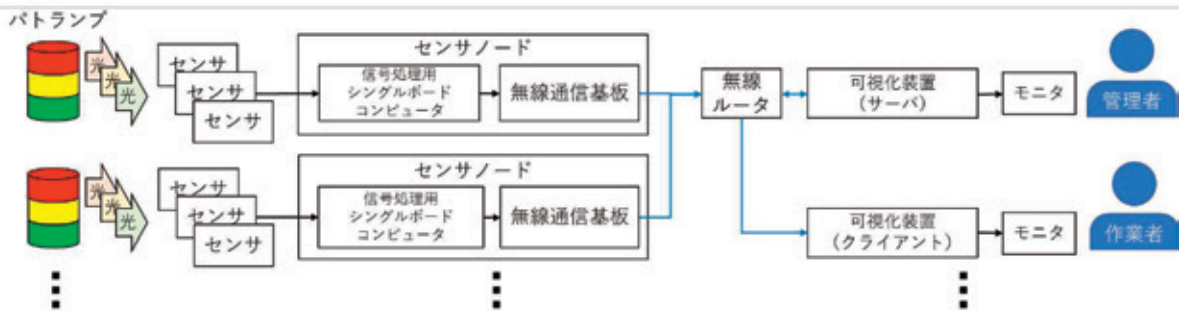 パトランプ
光
光
光
センサ
センサ
センサ
センサノード
信号処理用
シングルボード
コンピュータ
無線通信基板
無線
ルータ
可視化装置
(サーバ)
モニタ
管理者
光
光
光
センサ
センサ
センサ
センサノード
信号処理用
シングルボード
コンピュータ
無線通信基板
可視化装置
(クライアント)
モニタ
作業者